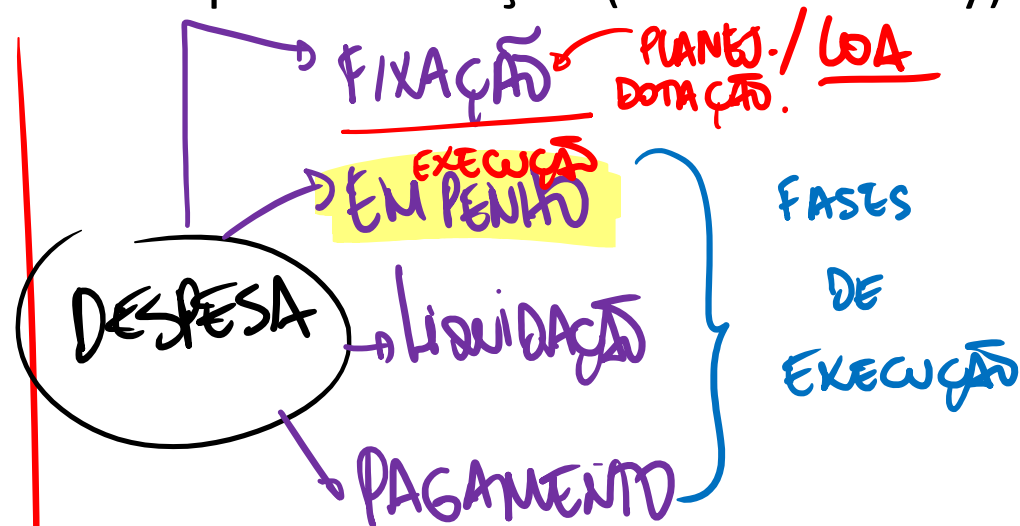 FIXAÇÃO
PLANEJ./LOA
DOTAÇÃO.
EXECUÇÃO
EMPENHO
FASES
DE
EXECUÇÃO
DESPESA
LIQUIDAÇÃO
PAGAMENTO